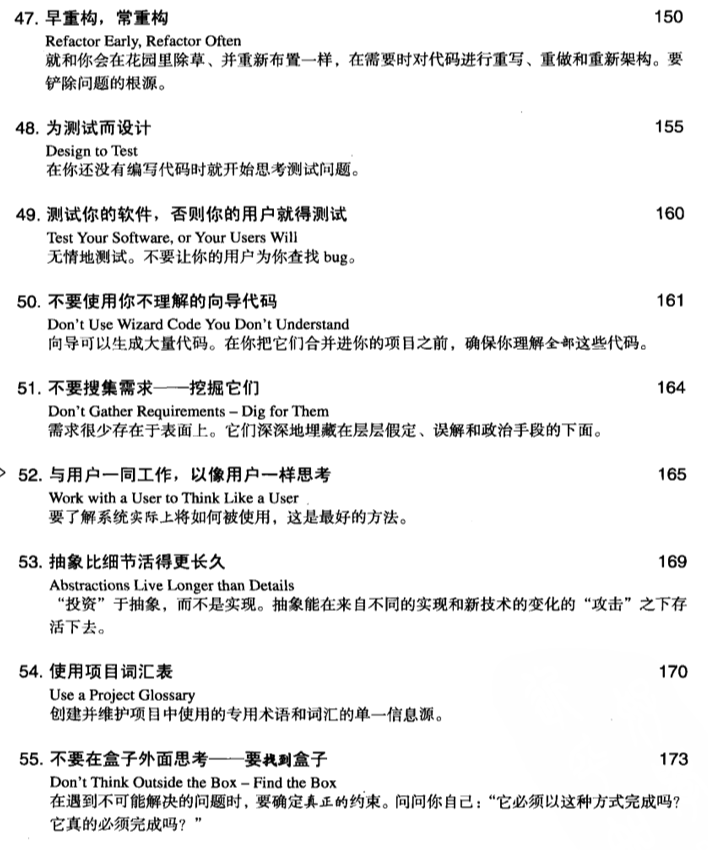 47. 早重构，常重构 150
Refactor Early, Refactor Often
就和你会在花园里除草、并重新布置一样，在需要时对代码进行重写、重做和重新架构。要
铲除问题的根源。
48. 为测试而设计 155
Design to Test
在你还没有编写代码时就开始思考测试问题。
49. 测试你的软件，否则你的用户就得测试 160
Test Your Software, or Your Users Will
无情地测试。不要让你的用户为你查找 bug。
50. 不要使用你不理解的向导代码 161
Don't Use Wizard Code You Don't Understand
向导可以生成大量代码。在你把它们合并进你的项目之前，确保你理解全部这些代码。
51. 不要搜集需求——挖掘它们 164
Don't Gather Requirements – Dig for Them
需求很少存在于表面上。它们深深地埋藏在层层假定、误解和政治手段的下面。
52. 与用户一同工作，以像用户一样思考 165
Work with a User to Think Like a User
要了解系统实际上将如何被使用，这是最好的方法。
53. 抽象比细节活得更长久 169
Abstractions Live Longer than Details
“投资”于抽象，而不是实现。抽象能在来自不同的实现和新技术的变化的“攻击”之下存
活下去。
54. 使用项目词汇表 170
Use a Project Glossary
创建并维护项目中使用的专用术语和词汇的单一信息源。
55. 不要在盒子外面思考——要找到盒子 173
Don't Think Outside the Box – Find the Box
在遇到不可能解决的问题时，要确定真正的约束。问问你自己：“它必须以这种方式完成吗？
它真的必须完成吗？”